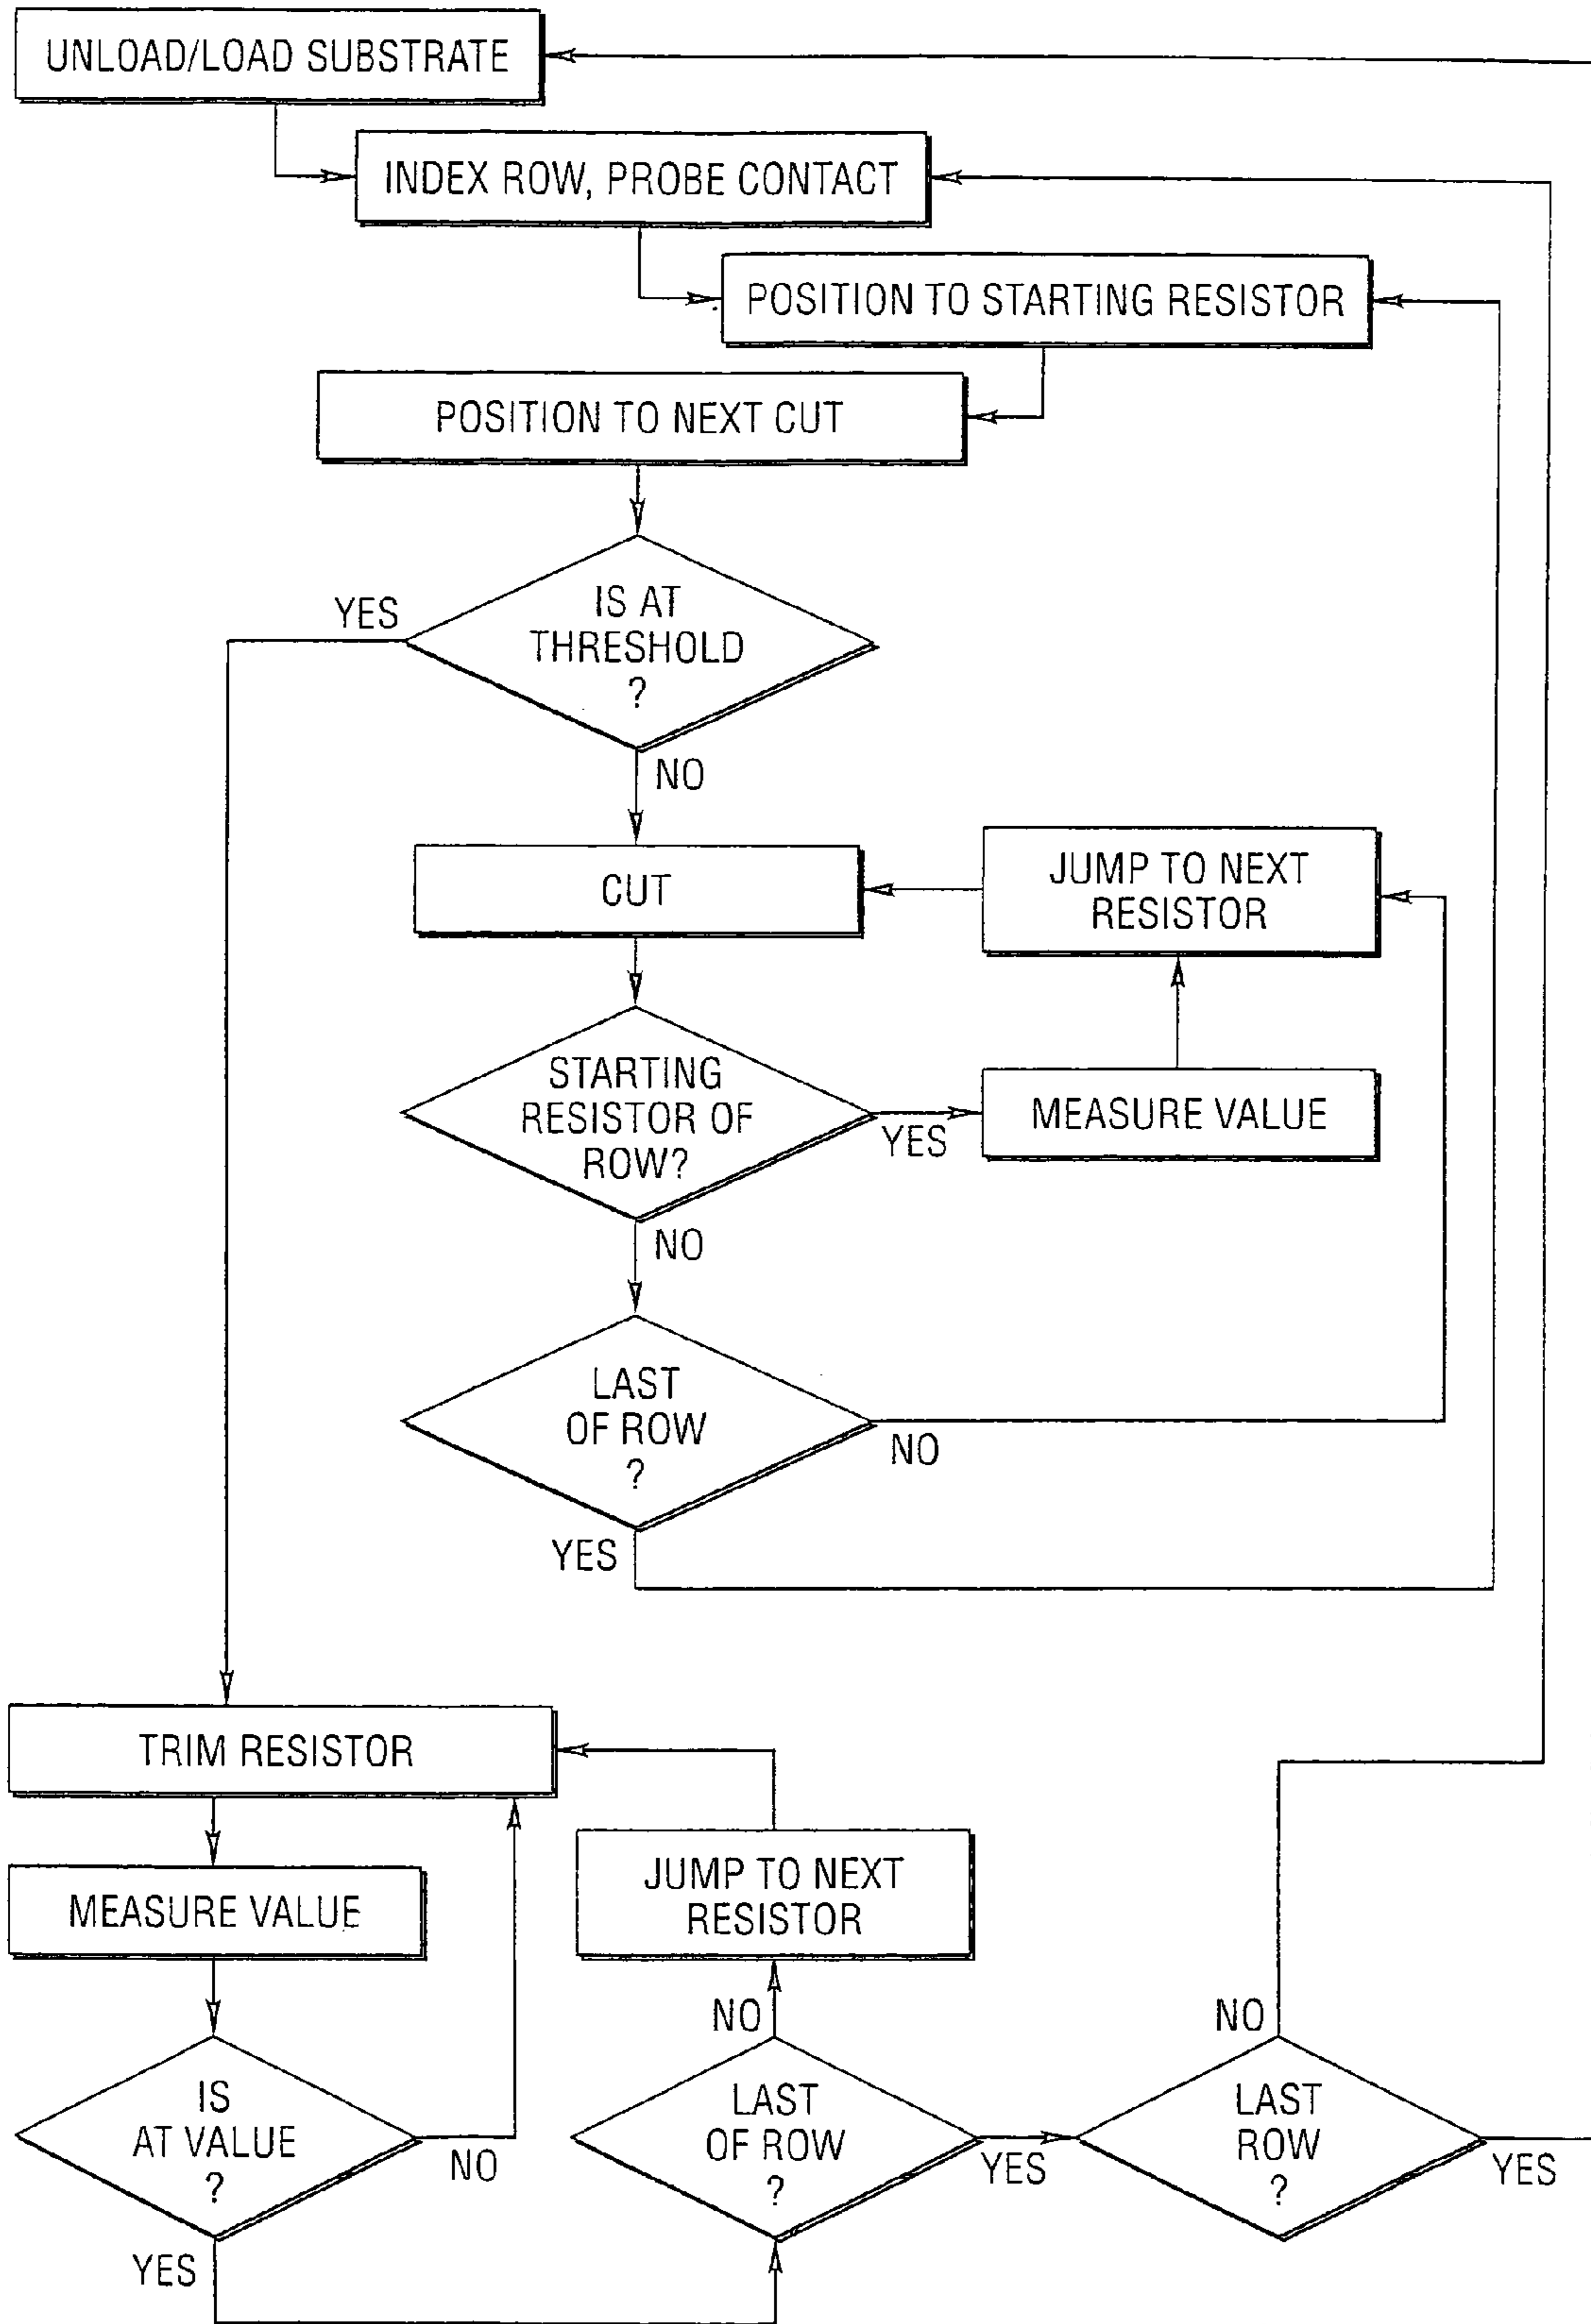 UNLOAD/LOAD SUBSTRATE
INDEX ROW, PROBE CONTACT
POSITION TO STARTING RESISTOR
POSITION TO NEXT CUT
YES
IS AT
THRESHOLD
?
NO
CUT
JUMP TO NEXT
RESISTOR
STARTING
RESISTOR OF
ROW?
YES
MEASURE VALUE
NO
LAST
OF ROW
?
NO
YES
TRIM RESISTOR
MEASURE VALUE
JUMP TO NEXT
RESISTOR
IS
AT VALUE
?
NO
YES
NO
LAST
OF ROW
?
YES
NO
LAST
ROW
?
YES